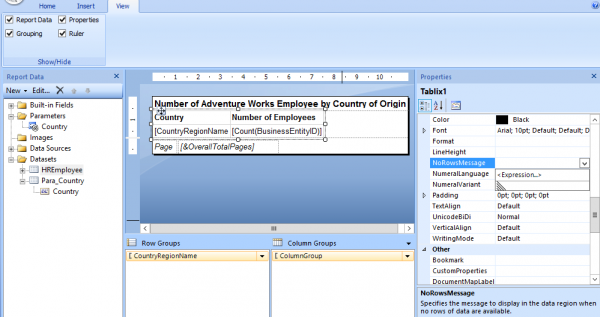 Home Insert View
Report Data Properties
Grouping Ruler
Show/Hide
Report Data
New Edit...
Built-in Fields
Parameters
Country
Images
Data Sources
Datasets
HREmployee
Para_Country
Country
1 2 3 4 5 6 7 8 9 10
Number of Adventure Works Employee by Country of Origin
Country Number of Employees
[CountryRegionName] [Count(BusinessEntityID)]
Page [&OverallTotalPages]
Row Groups Column Groups
[ CountryRegionName [ ColumnGroup
Properties
Tablix1
Color Black
Font Arial; 10pt; Default; Default; D
Format
LineHeight
NoRowsMessage
NumeralLanguage <Expression...>
NumeralVariant
Padding 0pt; 0pt; 0pt; 0pt
TextAlign Default
UnicodeBiDi Normal
VerticalAlign Default
WritingMode Default
Other
Bookmark
CustomProperties
DocumentMapLabel
NoRowsMessage
Specifies the message to display in the data region when
no rows of data are available.